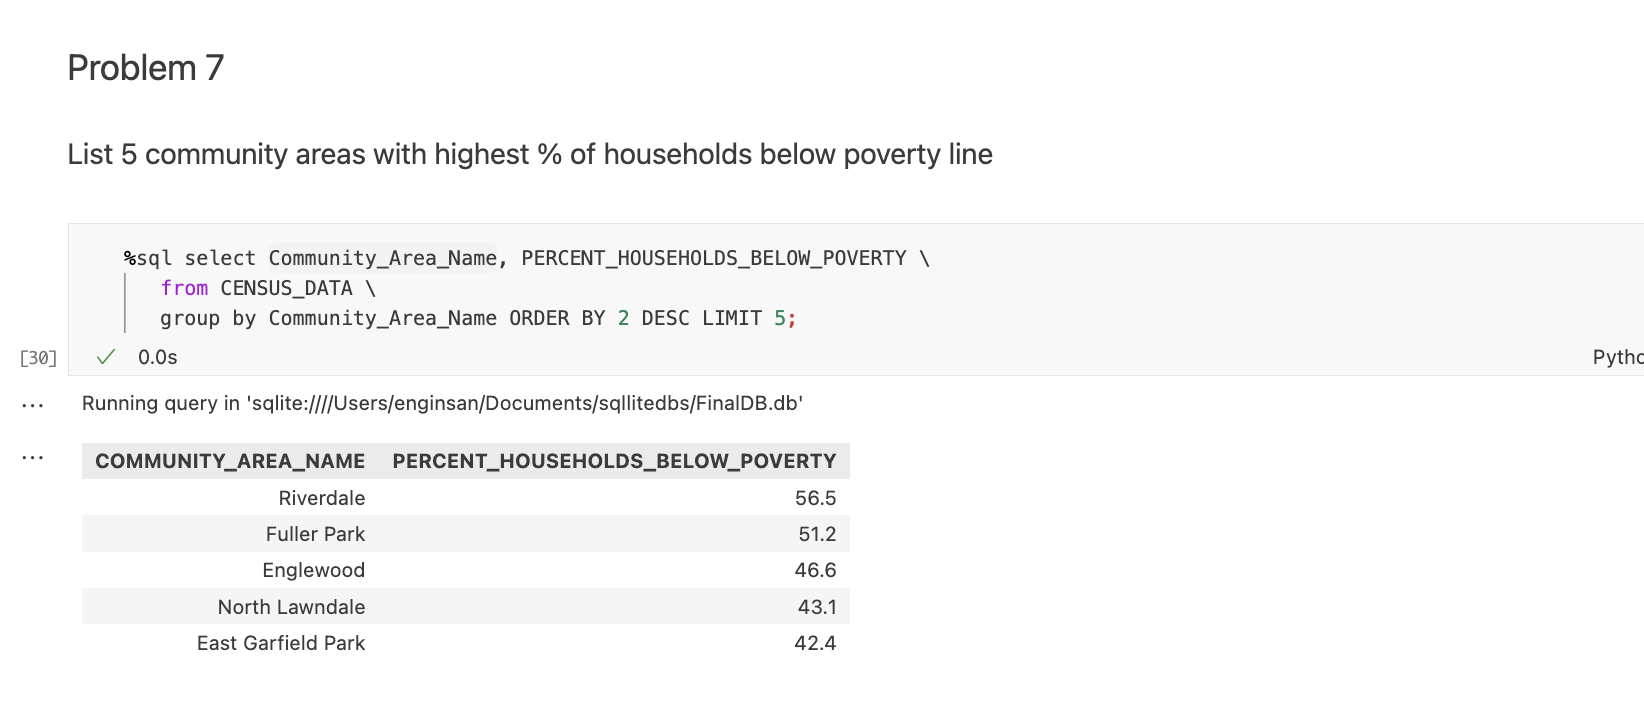 Problem 7
List 5 community areas with highest % of households below poverty line
%sql select Community_Area_Name, PERCENT_HOUSEHOLDS_BELOW_POVERTY \
from CENSUS_DATA \
group by Community_Area_Name ORDER BY 2 DESC LIMIT 5;
[30] ✓ 0.0s Pytho
... Running query in 'sqlite:////Users/enginsan/Documents/sqllitedbs/FinalDB.db'
...
COMMUNITY_AREA_NAME PERCENT_HOUSEHOLDS_BELOW_POVERTY
Riverdale 56.5
Fuller Park 51.2
Englewood 46.6
North Lawndale 43.1
East Garfield Park 42.4